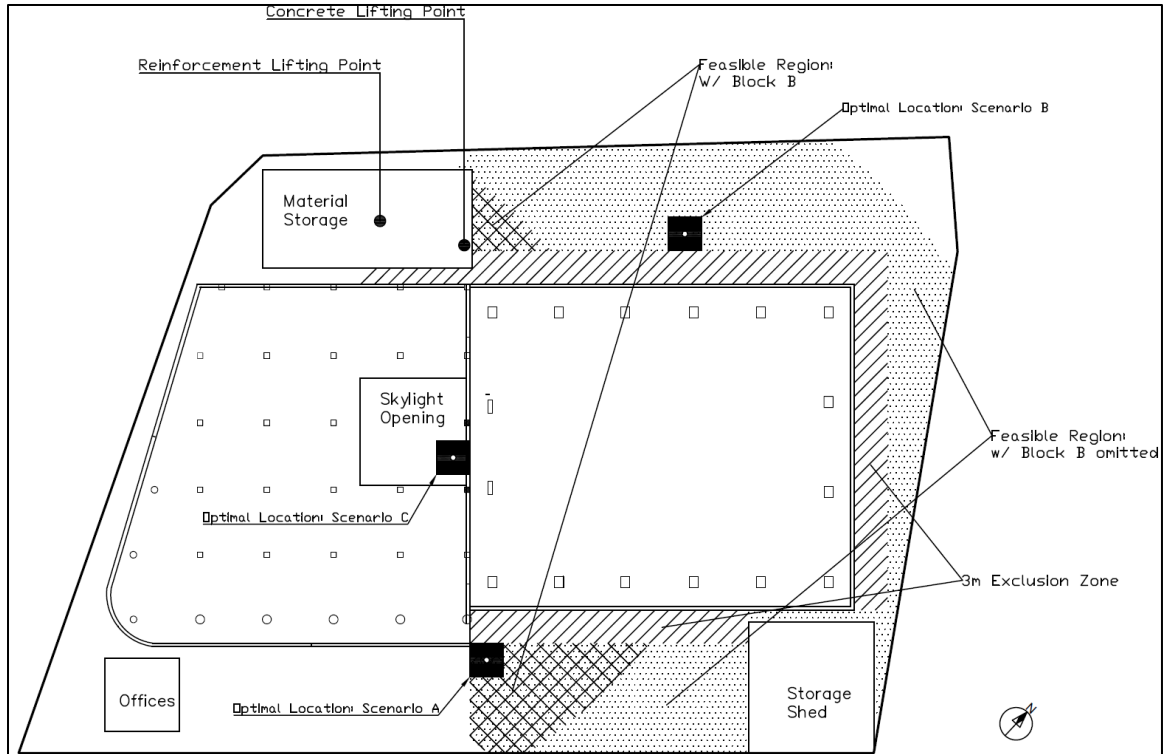 Concrete Lifting Point
Reinforcement Lifting Point
Feasible Region:
W/ Block B
Optimal Location: Scenario B
Material
Storage
Skylight
Opening
Feasible Region:
w/ Block B omitted
Optimal Location: Scenario C
3m Exclusion Zone
Offices
Optimal Location: Scenario A
Storage
Shed
N